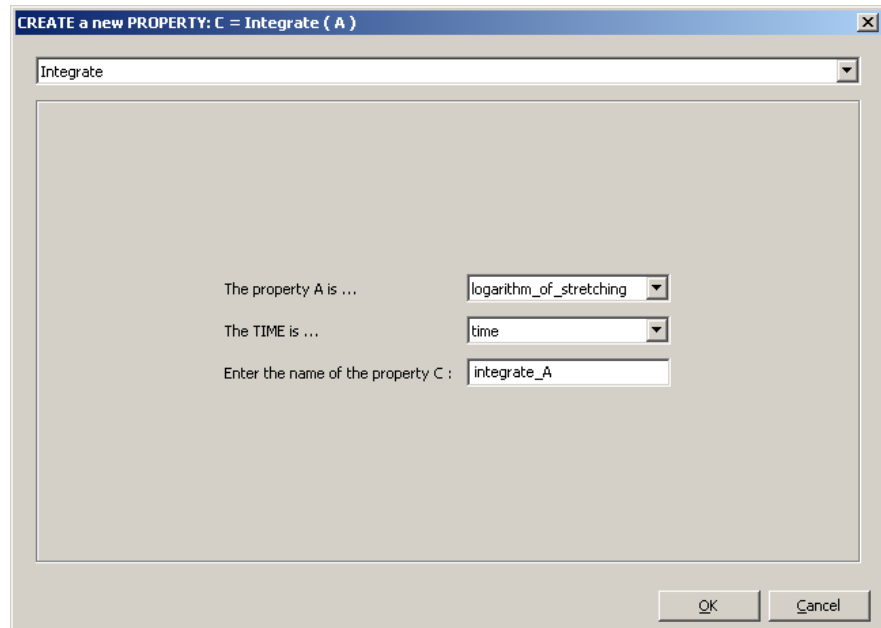 CREATE a new PROPERTY: C = Integrate ( A )
Integrate
The property A is ... logarithm_of_stretching
The TIME is ... time
Enter the name of the property C : integrate_A
OK Cancel